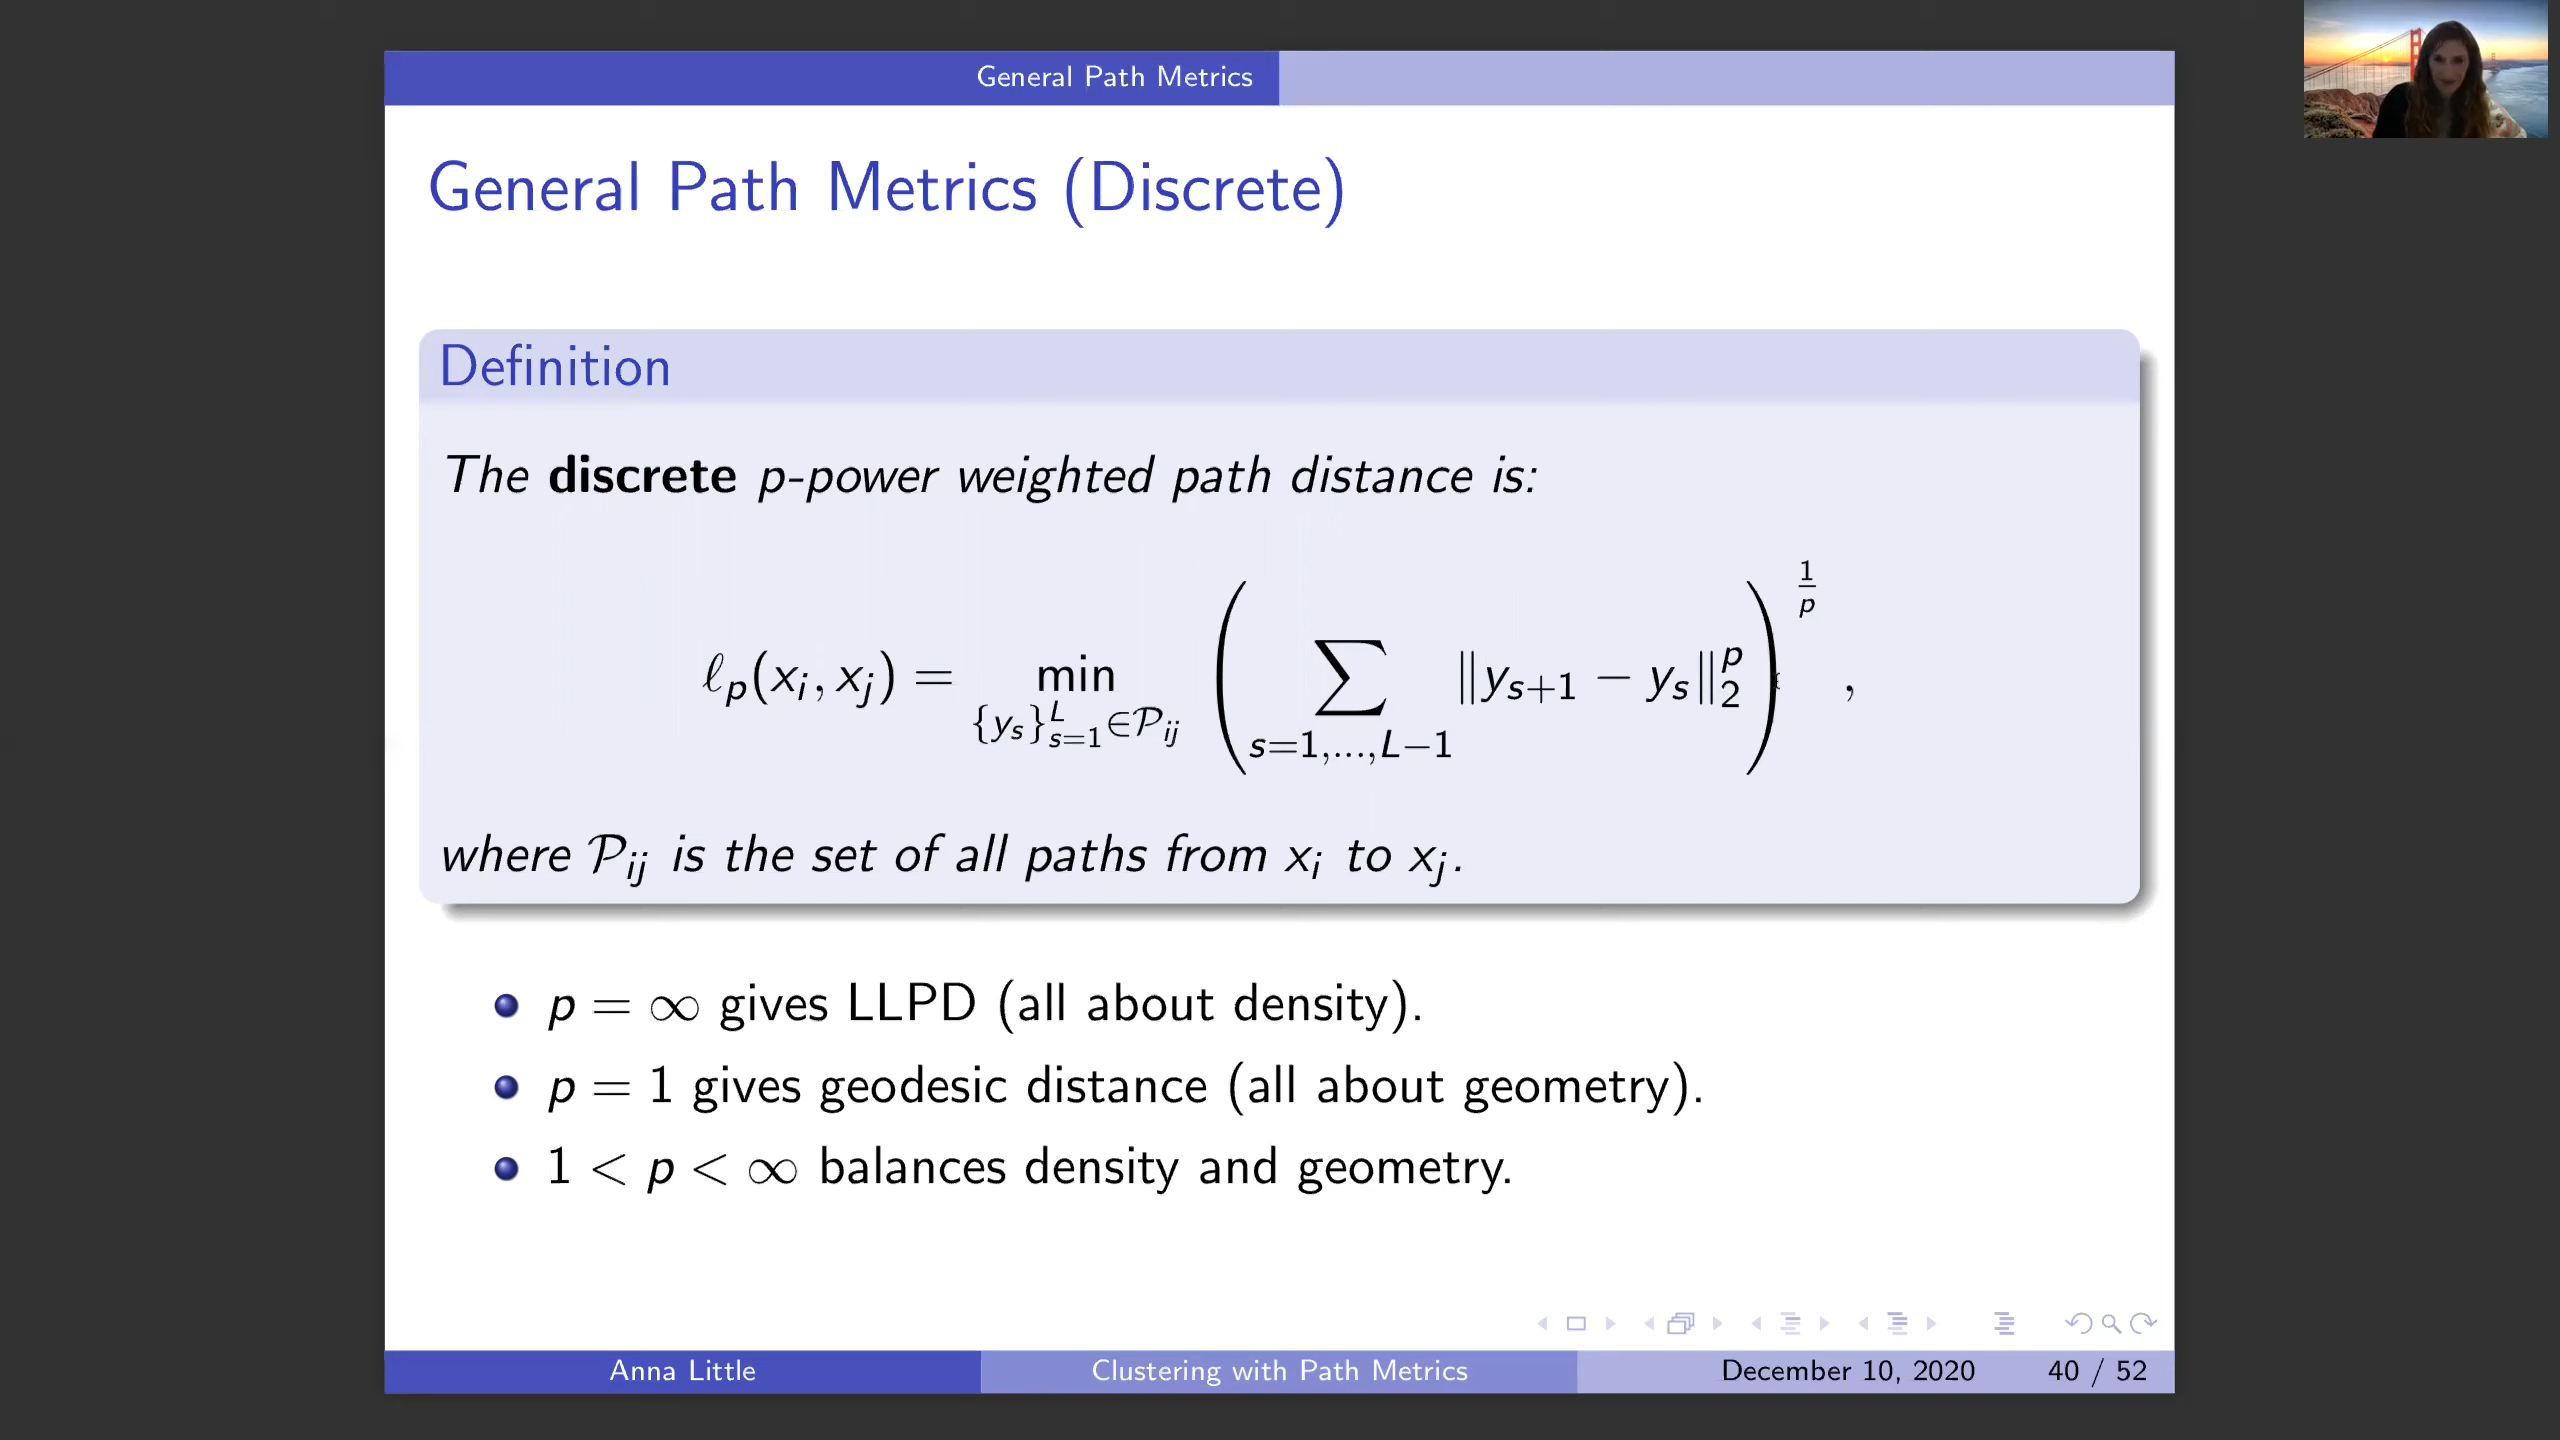 General Path Metrics
General Path Metrics (Discrete)
Definition
The discrete p-power weighted path distance is:
ℓ_p(x_i, x_j) = min_{{y_s}_{s=1}^L ∈ 𝒫_{ij}} ( ∑_{s=1,...,L−1} ‖y_{s+1} − y_s‖_2^p )^{1/p} ,
where 𝒫_{ij} is the set of all paths from x_i to x_j.
p = ∞ gives LLPD (all about density).
p = 1 gives geodesic distance (all about geometry).
1 < p < ∞ balances density and geometry.
Anna Little
Clustering with Path Metrics
December 10, 2020
40 / 52